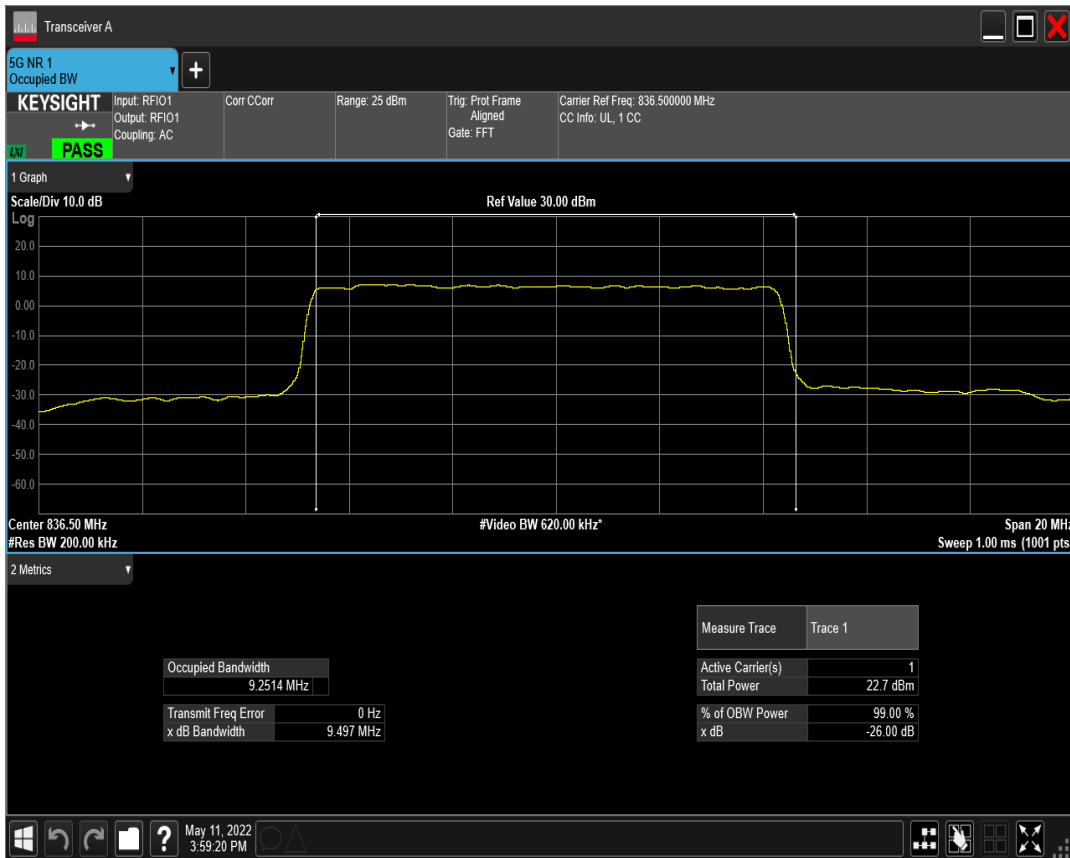 Transceiver A
5G NR 1
Occupied BW
KEYSIGHT
LXI
PASS
Input: RFIO1
Output: RFIO1
Coupling: AC
Corr CCorr
Range: 25 dBm
Trig: Prot Frame
Aligned
Gate: FFT
Carrier Ref Freq: 836.500000 MHz
CC Info: UL, 1 CC
1 Graph
Scale/Div 10.0 dB
Ref Value 30.00 dBm
Log
20.0
10.0
0.00
-10.0
-20.0
-30.0
-40.0
-50.0
-60.0
Center 836.50 MHz
#Video BW 620.00 kHz*
Span 20 MHz
#Res BW 200.00 kHz
Sweep 1.00 ms (1001 pts
2 Metrics
Measure Trace Trace 1
Occupied Bandwidth
9.2514 MHz
Active Carrier(s) 1
Total Power 22.7 dBm
Transmit Freq Error 0 Hz
x dB Bandwidth 9.497 MHz
% of OBW Power 99.00 %
x dB -26.00 dB
?
May 11, 2022
3:59:20 PM